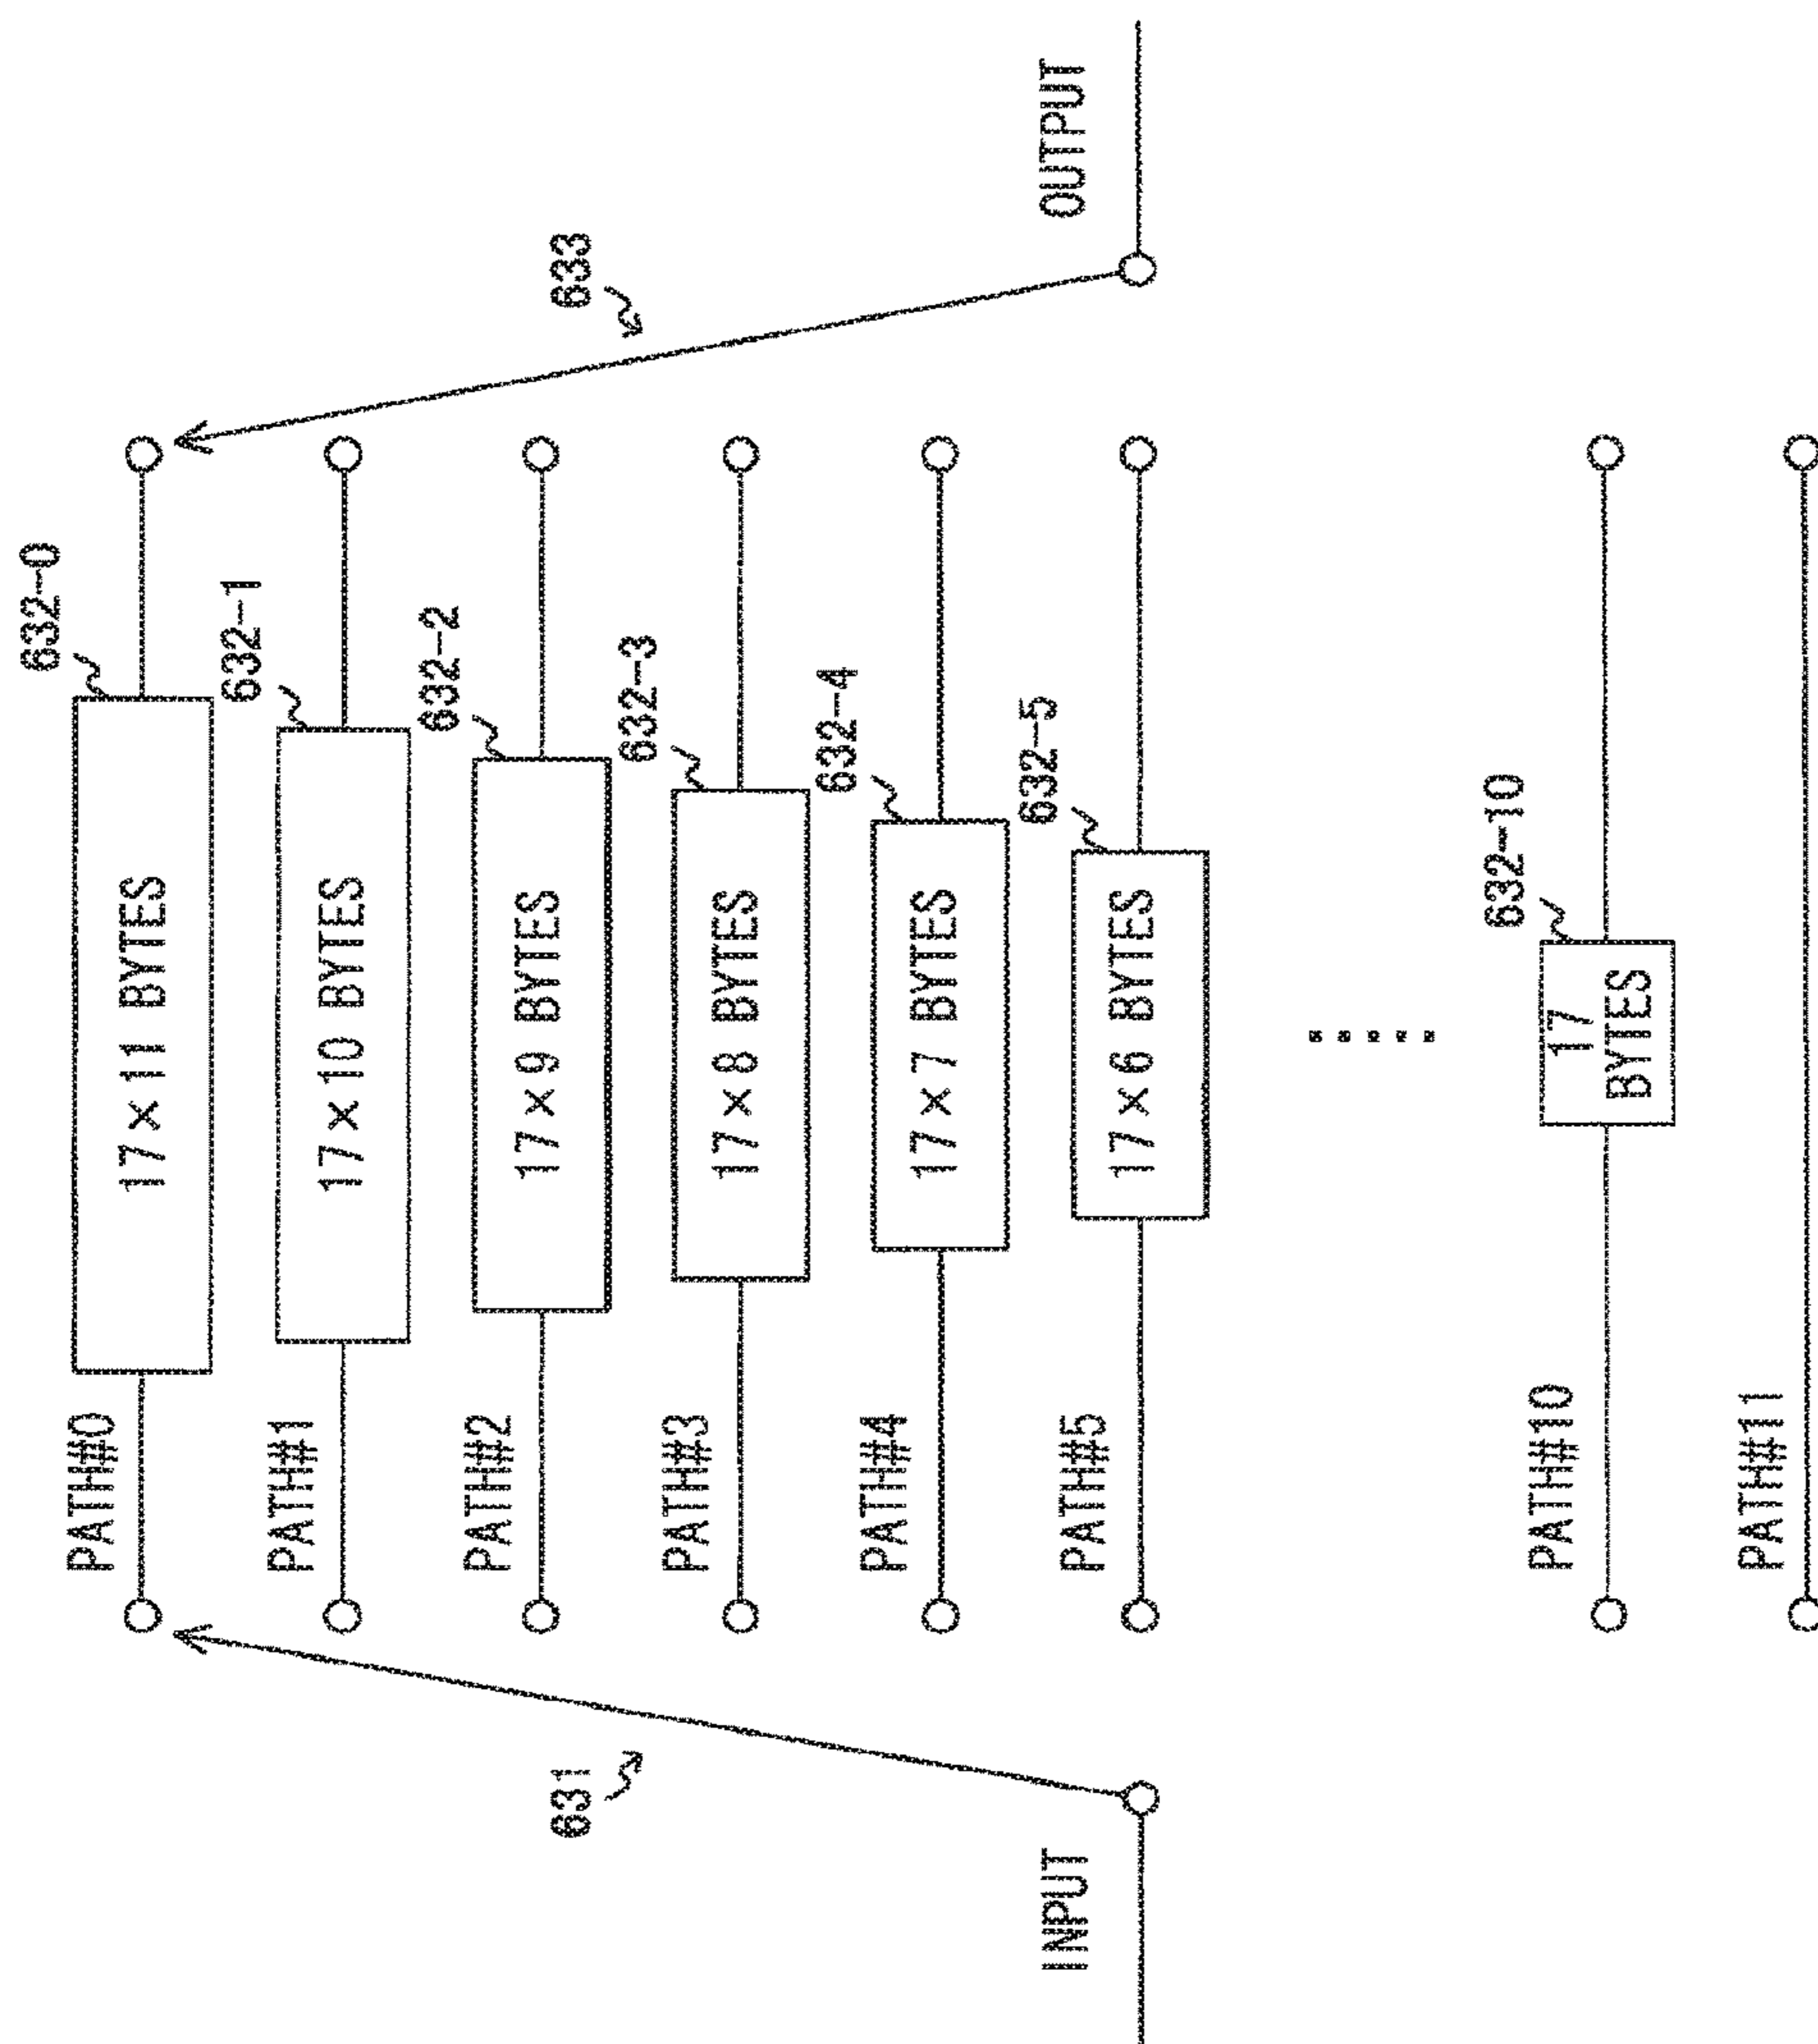 632-0
PATH#0
17×11 BYTES
632-1
PATH#1
17×10 BYTES
632-2
PATH#2
17×9 BYTES
631
633
632-3
PATH#3
17×8 BYTES
632-4
PATH#4
17×7 BYTES
632-5
INPUT
PATH#5
17×6 BYTES
OUTPUT
.....
632-10
PATH#10
17
BYTES
PATH#11